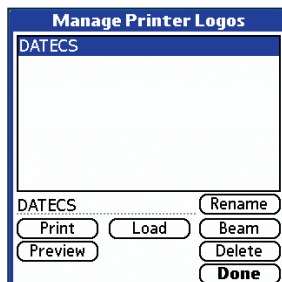 Manage Printer Logos
DATECS
DATECS Rename
Print Load Beam
Preview Delete
Done